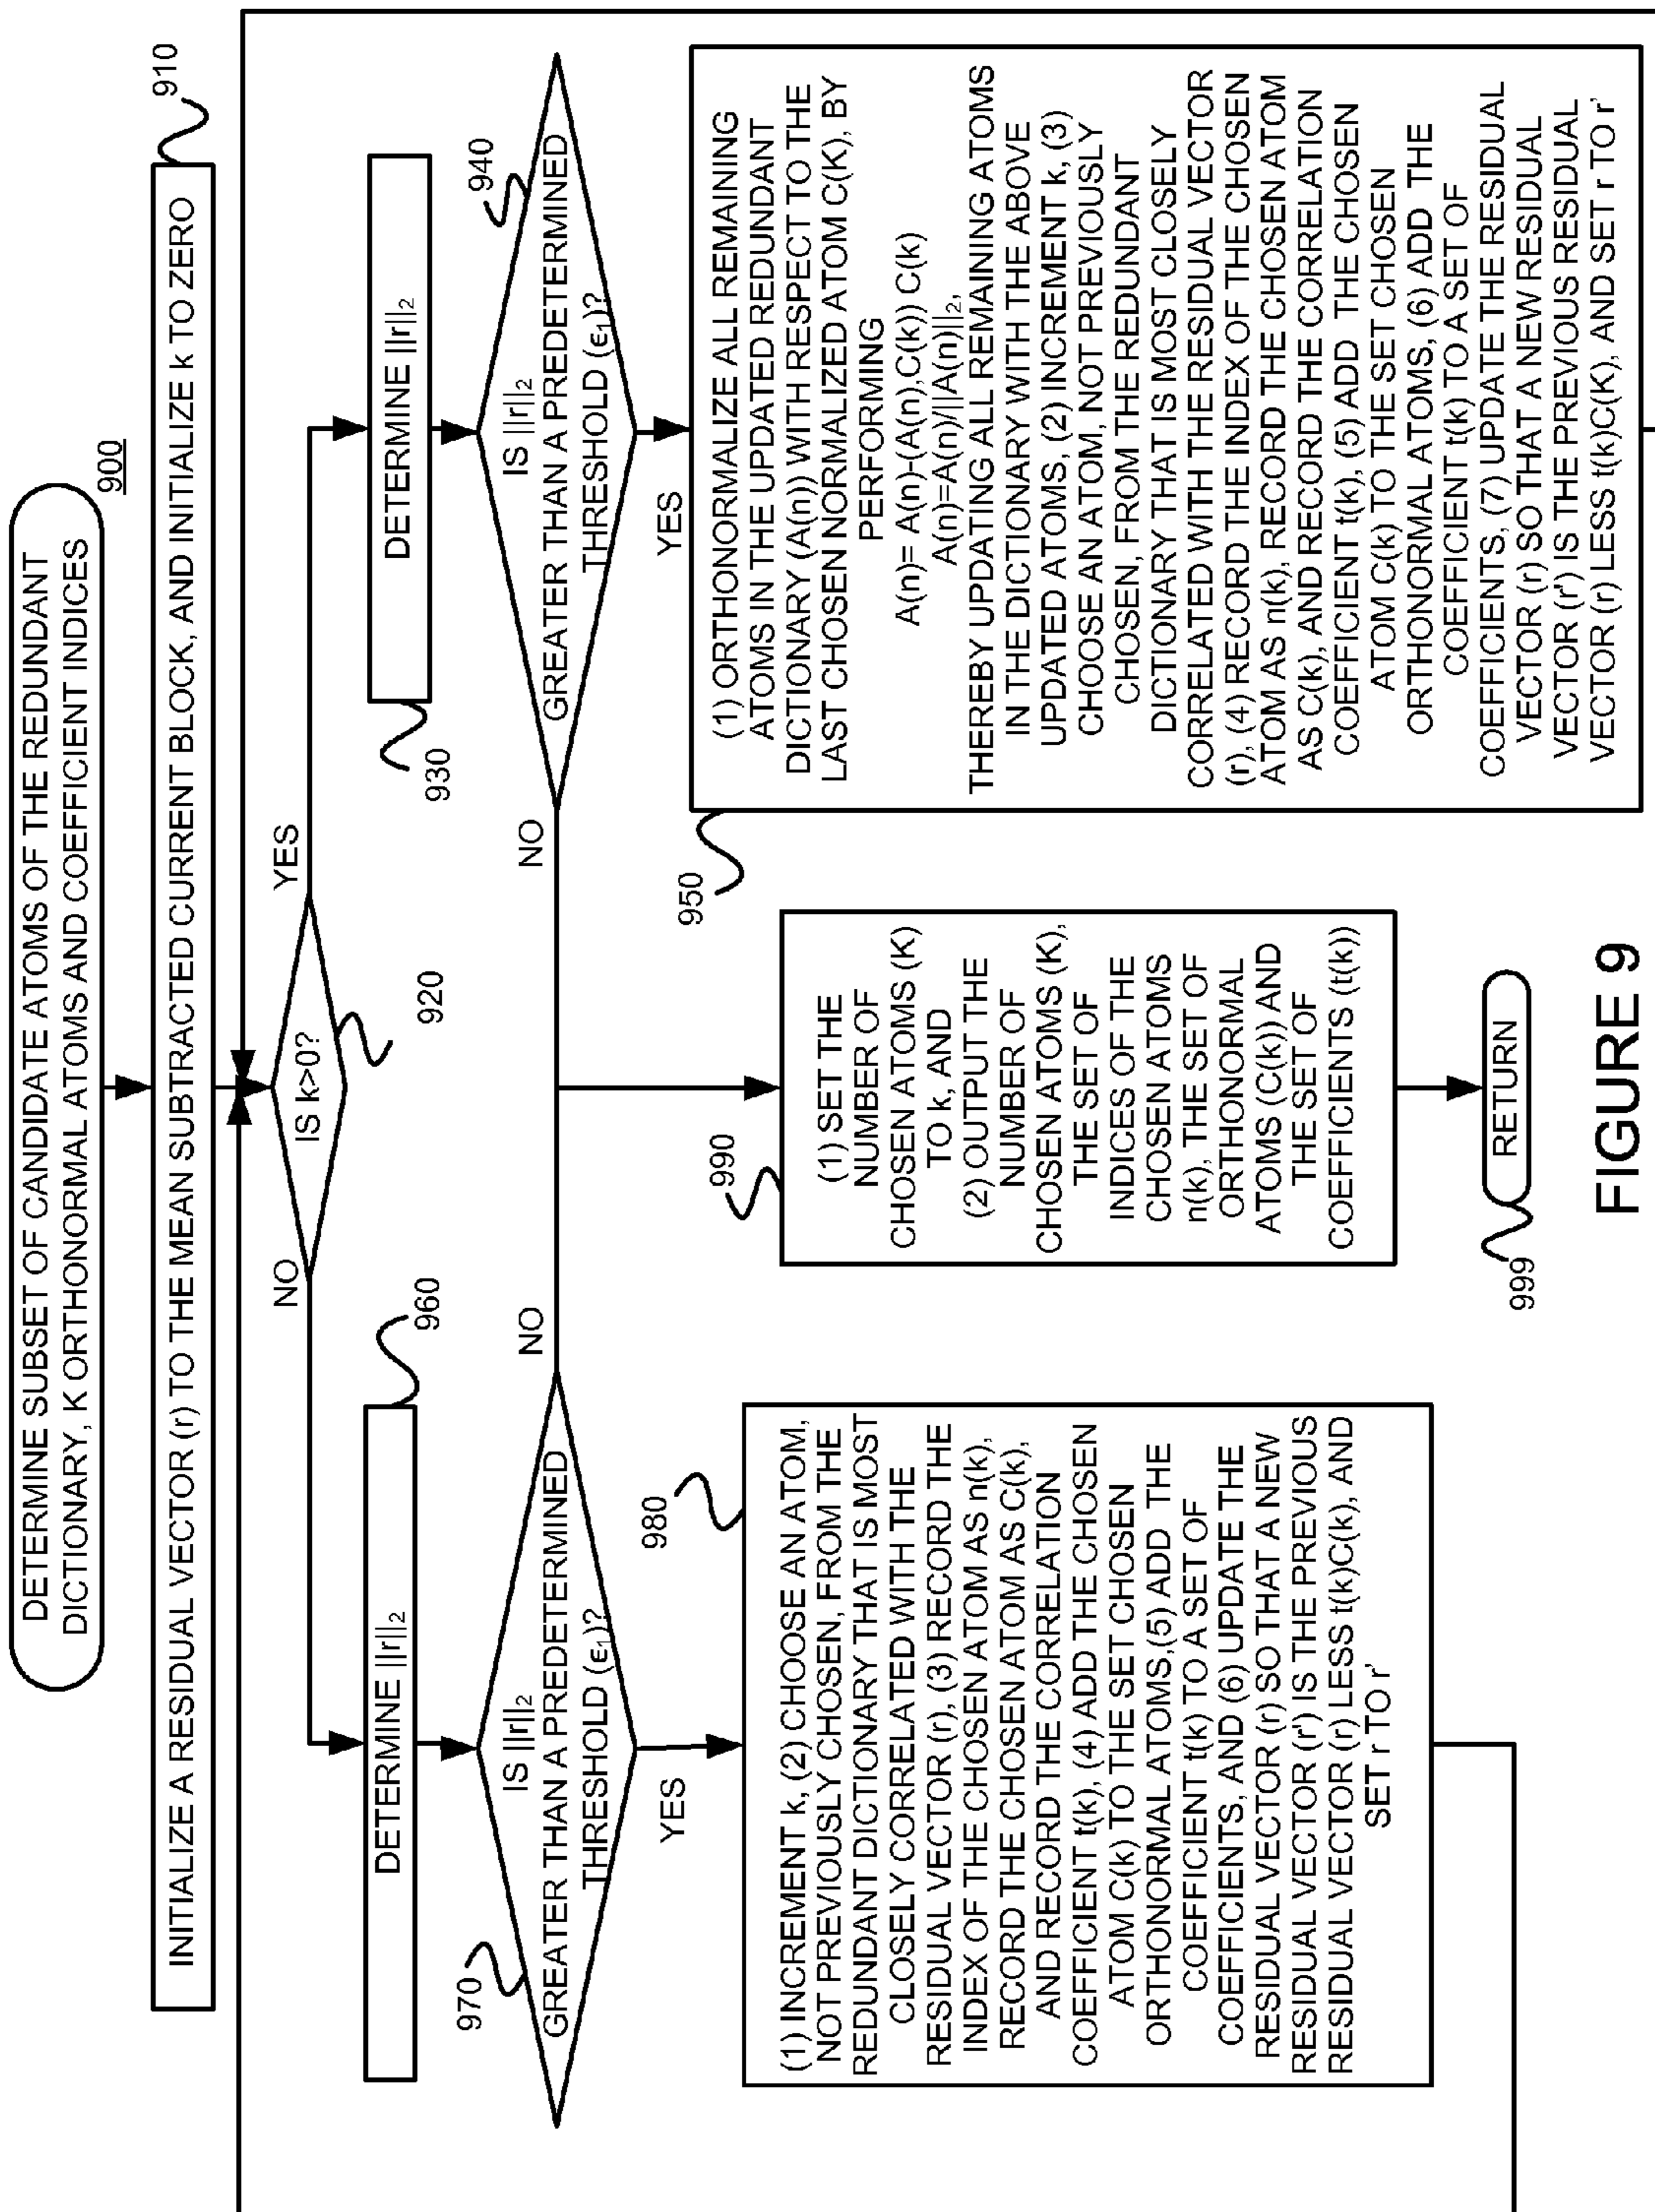 DETERMINE SUBSET OF CANDIDATE ATOMS OF THE REDUNDANT
DICTIONARY, K ORTHONORMAL ATOMS AND COEFFICIENT INDICES
900
INITIALIZE A RESIDUAL VECTOR (r) TO THE MEAN SUBTRACTED CURRENT BLOCK, AND INITIALIZE k TO ZERO
910
IS k>0?
920
NO
YES
DETERMINE ||r||₂
960
IS ||r||₂
GREATER THAN A PREDETERMINED
THRESHOLD (ϵ₁)?
970
NO
YES
(1) INCREMENT k, (2) CHOOSE AN ATOM,
NOT PREVIOUSLY CHOSEN, FROM THE
REDUNDANT DICTIONARY THAT IS MOST
CLOSELY CORRELATED WITH THE
RESIDUAL VECTOR (r), (3) RECORD THE
INDEX OF THE CHOSEN ATOM AS n(k),
RECORD THE CHOSEN ATOM AS C(k),
AND RECORD THE CORRELATION
COEFFICIENT t(k), (4) ADD THE CHOSEN
ATOM C(k) TO THE SET CHOSEN
ORTHONORMAL ATOMS,(5) ADD THE
COEFFICIENT t(k) TO A SET OF
COEFFICIENTS, AND (6) UPDATE THE
RESIDUAL VECTOR (r) SO THAT A NEW
RESIDUAL VECTOR (r') IS THE PREVIOUS
RESIDUAL VECTOR (r) LESS t(k)C(k), AND
SET r TO r'
980
DETERMINE ||r||₂
930
IS ||r||₂
GREATER THAN A PREDETERMINED
THRESHOLD (ϵ₁)?
940
NO
YES
(1) ORTHONORMALIZE ALL REMAINING
ATOMS IN THE UPDATED REDUNDANT
DICTIONARY (A(n)) WITH RESPECT TO THE
LAST CHOSEN NORMALIZED ATOM C(K), BY
PERFORMING
A(n)= A(n)-(A(n),C(k)) C(k)
A(n)=A(n)/||A(n)||₂,
THEREBY UPDATING ALL REMAINING ATOMS
IN THE DICTIONARY WITH THE ABOVE
UPDATED ATOMS, (2) INCREMENT k, (3)
CHOOSE AN ATOM, NOT PREVIOUSLY
CHOSEN, FROM THE REDUNDANT
DICTIONARY THAT IS MOST CLOSELY
CORRELATED WITH THE RESIDUAL VECTOR
(r), (4) RECORD THE INDEX OF THE CHOSEN
ATOM AS n(k), RECORD THE CHOSEN ATOM
AS C(k), AND RECORD THE CORRELATION
COEFFICIENT t(k), (5) ADD THE CHOSEN
ATOM C(k) TO THE SET CHOSEN
ORTHONORMAL ATOMS, (6) ADD THE
COEFFICIENT t(k) TO A SET OF
COEFFICIENTS, (7) UPDATE THE RESIDUAL
VECTOR (r) SO THAT A NEW RESIDUAL
VECTOR (r') IS THE PREVIOUS RESIDUAL
VECTOR (r) LESS t(k)C(K), AND SET r TO r'
950
(1) SET THE
NUMBER OF
CHOSEN ATOMS (K)
TO k, AND
(2) OUTPUT THE
NUMBER OF
CHOSEN ATOMS (K),
THE SET OF
INDICES OF THE
CHOSEN ATOMS
n(k), THE SET OF
ORTHONORMAL
ATOMS (C(k)) AND
THE SET OF
COEFFICIENTS (t(k))
990
RETURN
999
FIGURE 9